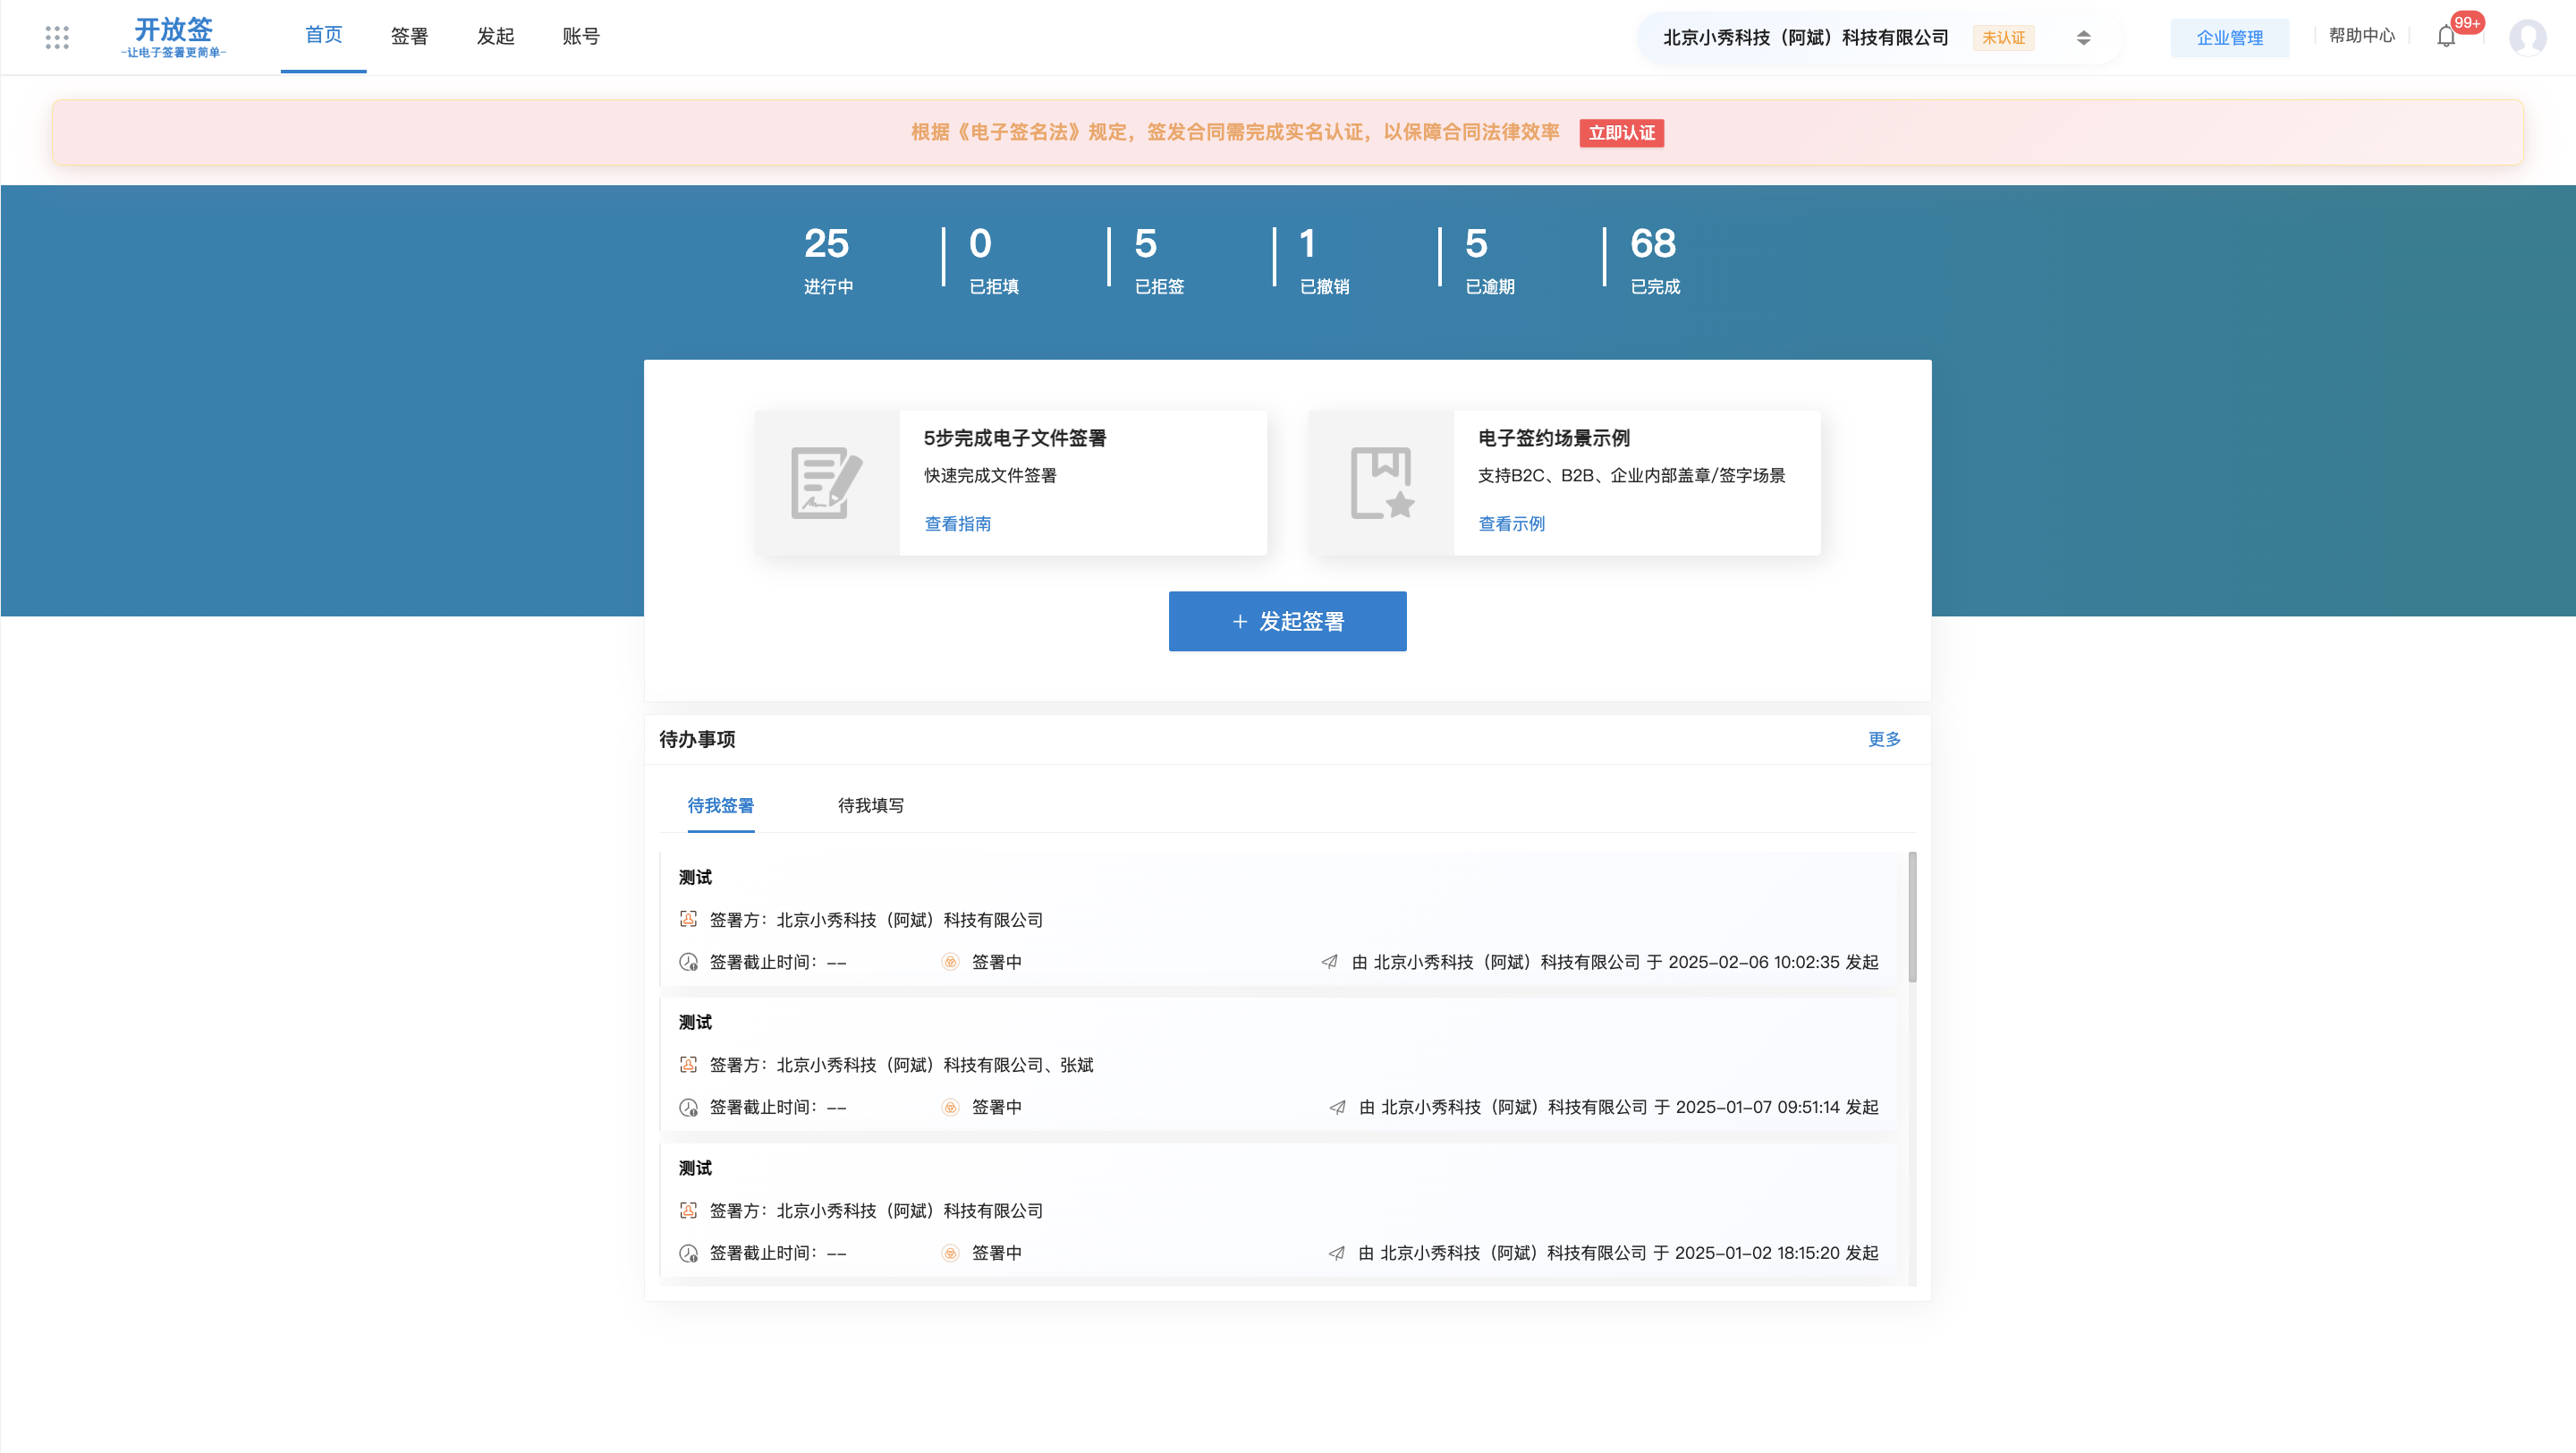 开放签
-让电子签署更简单-
首页 签署 发起 账号
北京小秀科技（阿斌）科技有限公司 未认证
企业管理 帮助中心 99+
根据《电子签名法》规定，签发合同需完成实名认证，以保障合同法律效率 立即认证
25 0 5 1 5 68
进行中 已拒填 已拒签 已撤销 已逾期 已完成
5步完成电子文件签署
快速完成文件签署
查看指南
电子签约场景示例
支持B2C、B2B、企业内部盖章/签字场景
查看示例
+ 发起签署
待办事项 更多
待我签署 待我填写
测试
签署方：北京小秀科技（阿斌）科技有限公司
签署截止时间：-- 签署中 由 北京小秀科技（阿斌）科技有限公司 于 2025-02-06 10:02:35 发起
测试
签署方：北京小秀科技（阿斌）科技有限公司、张斌
签署截止时间：-- 签署中 由 北京小秀科技（阿斌）科技有限公司 于 2025-01-07 09:51:14 发起
测试
签署方：北京小秀科技（阿斌）科技有限公司
签署截止时间：-- 签署中 由 北京小秀科技（阿斌）科技有限公司 于 2025-01-02 18:15:20 发起